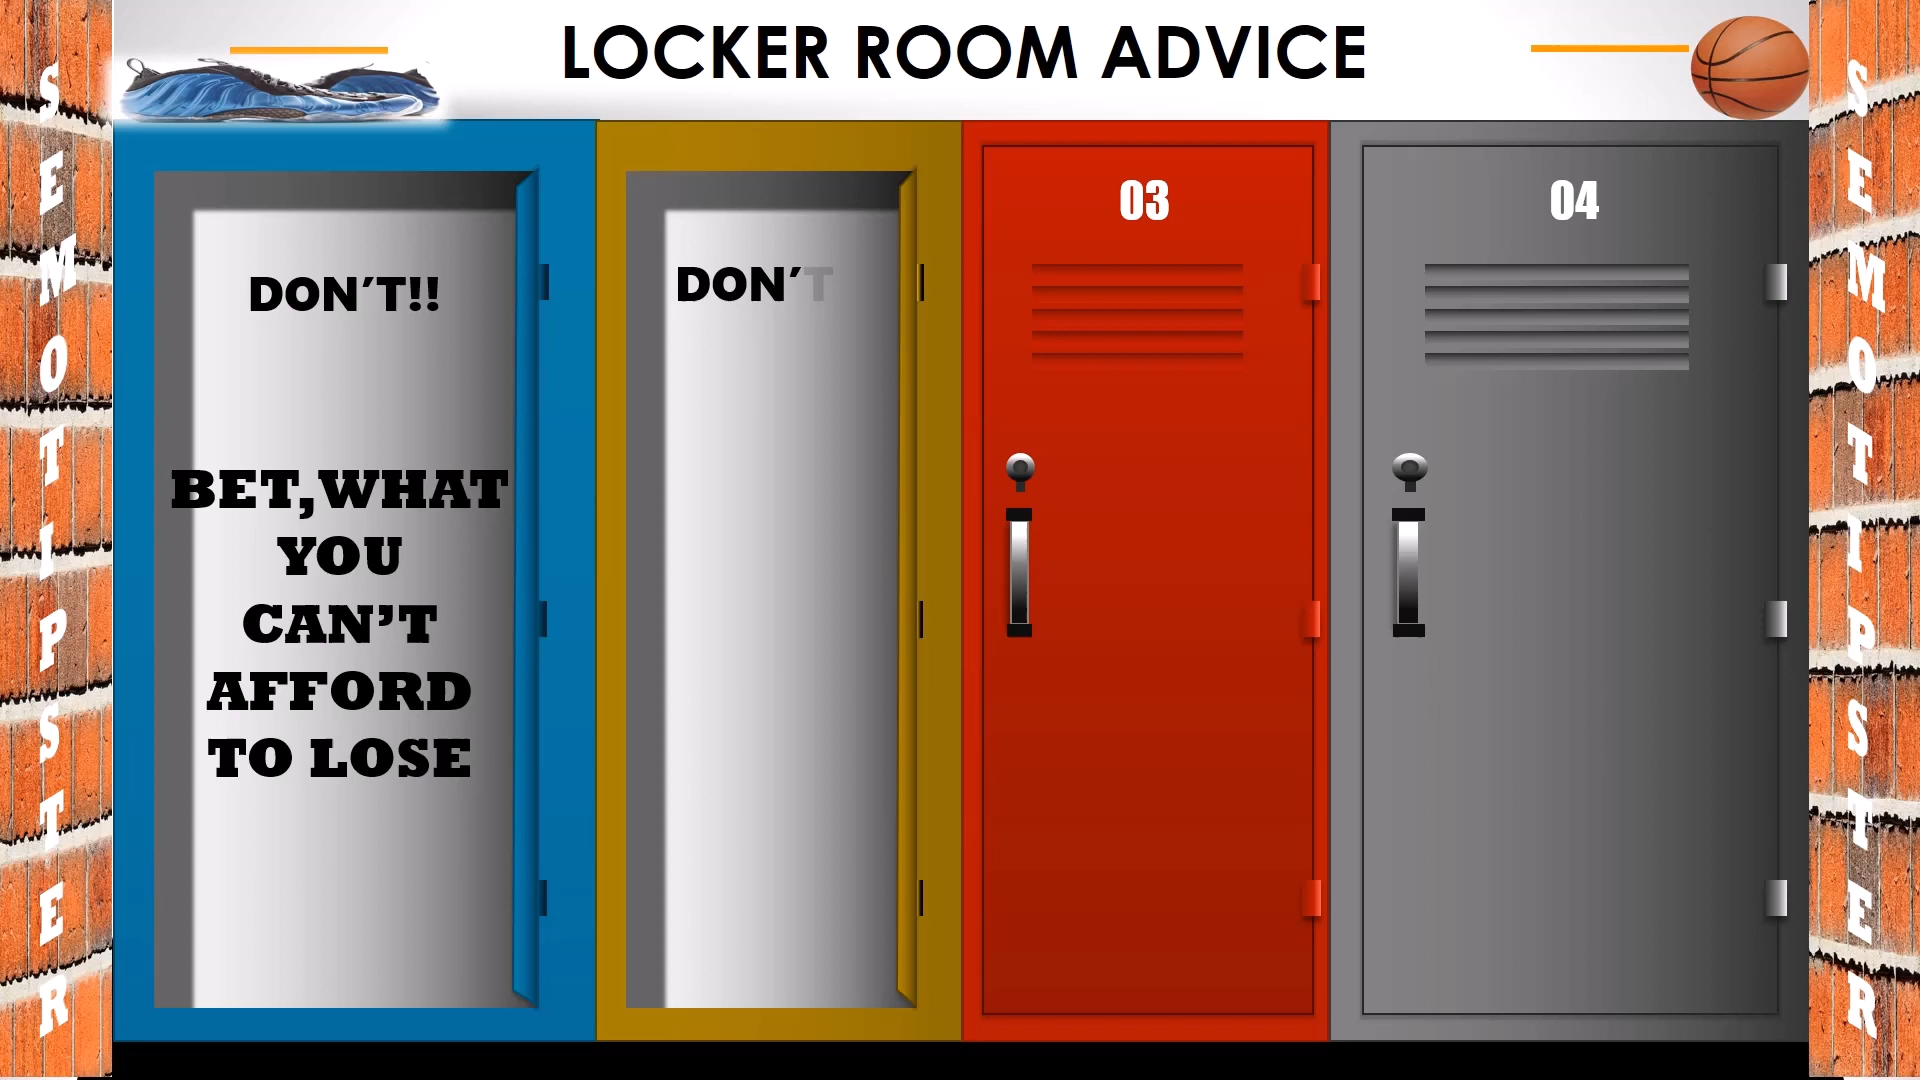 LOCKER ROOM ADVICE
SEMOTIPSTER
DON'T!!
BET,WHAT
YOU
CAN'T
AFFORD
TO LOSE
DON'T
03
04
SEMOTIPSTER